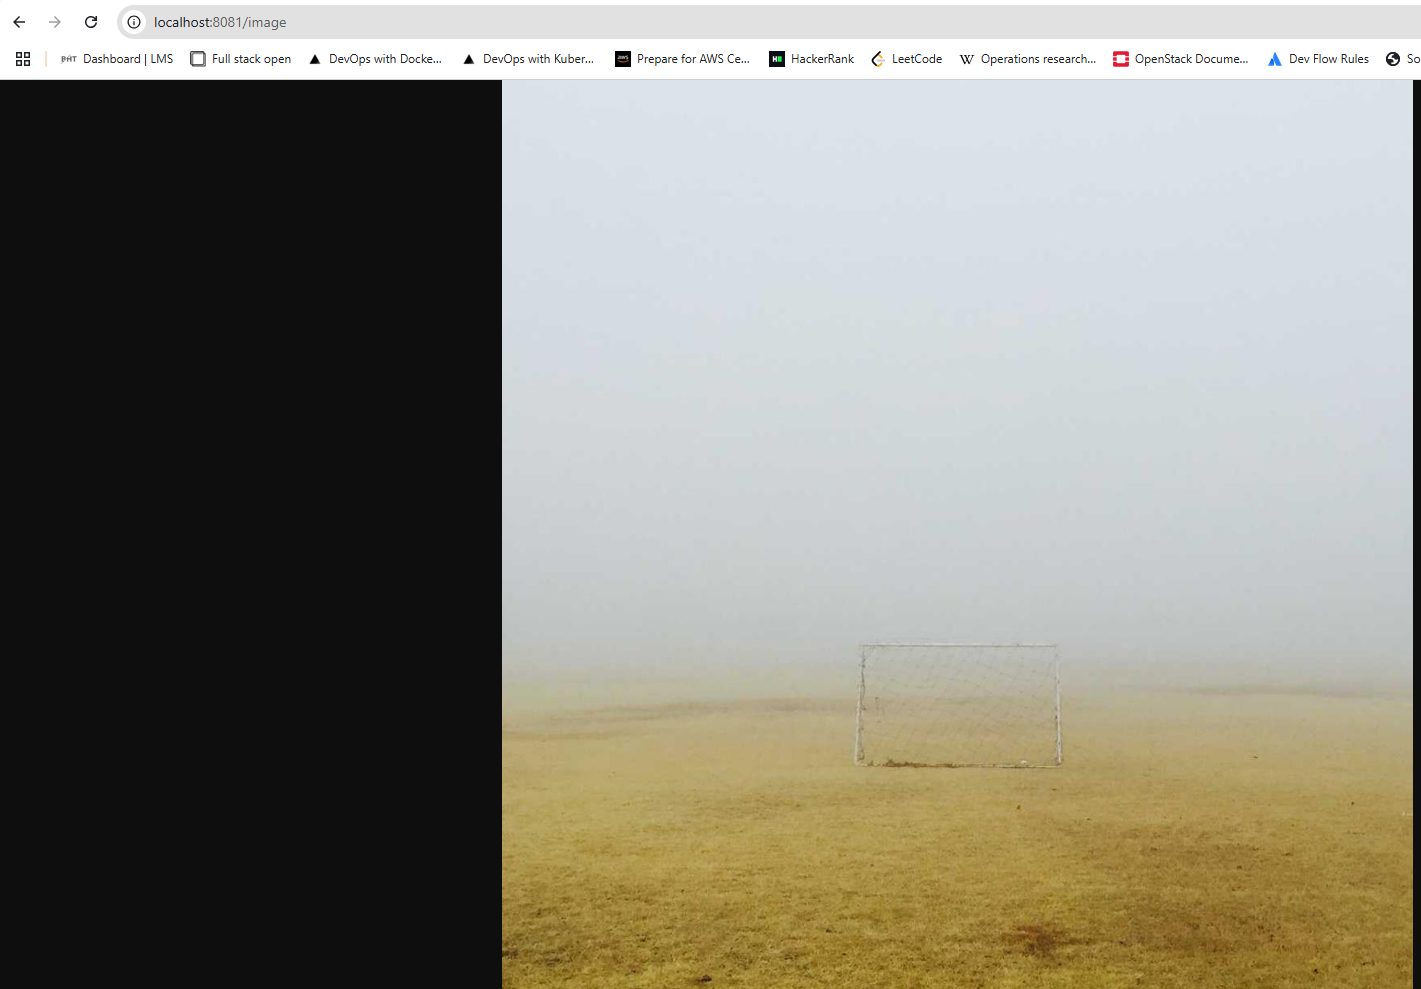 localhost:8081/image
Dashboard | LMS Full stack open DevOps with Docke... DevOps with Kuber... aws Prepare for AWS Ce... H HackerRank LeetCode W Operations research... OpenStack Docume... Dev Flow Rules So